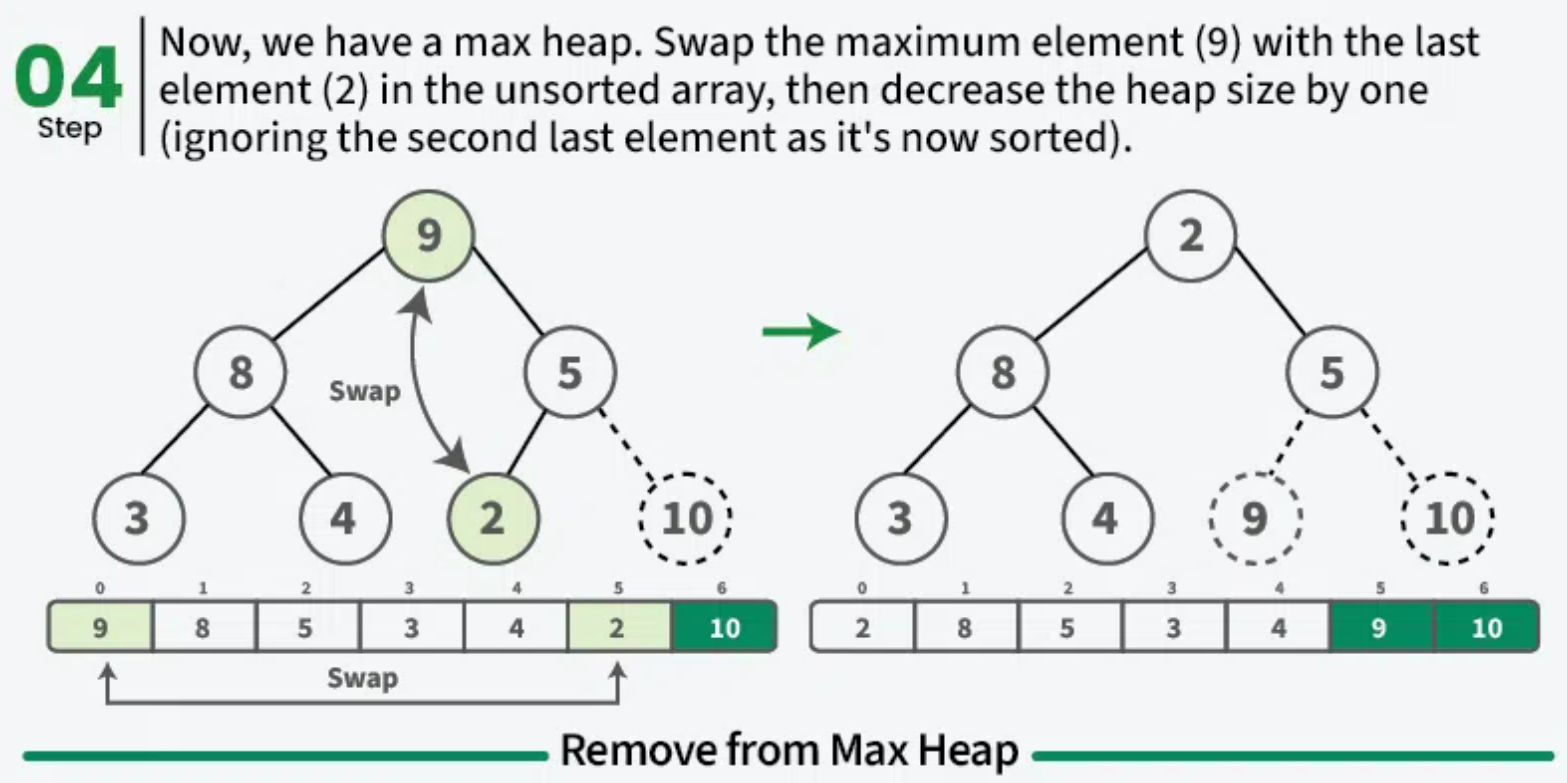 04
Step
Now, we have a max heap. Swap the maximum element (9) with the last
element (2) in the unsorted array, then decrease the heap size by one
(ignoring the second last element as it's now sorted).
9
8
5
Swap
3
4
2
10
0 1 2 3 4 5 6
9 8 5 3 4 2 10
Swap
2
8
5
3
4
9
10
0 1 2 3 4 5 6
2 8 5 3 4 9 10
Remove from Max Heap